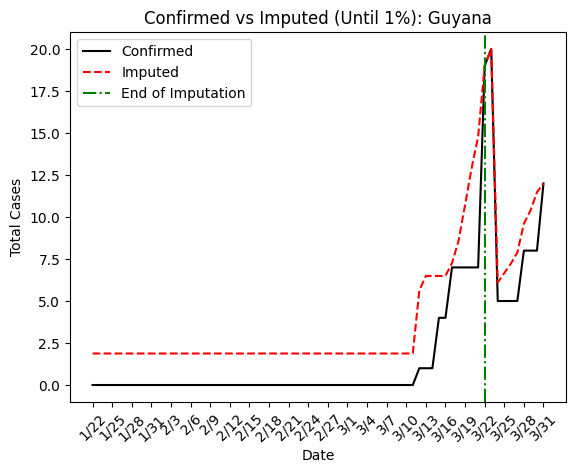 Confirmed vs Imputed (Until 1%): Guyana
Confirmed
Imputed
End of Imputation
Total Cases
20.0
17.5
15.0
12.5
10.0
7.5
5.0
2.5
0.0
1/22 1/25 1/28 1/31 2/3 2/6 2/9 2/12 2/15 2/18 2/21 2/24 2/27 3/1 3/4 3/7 3/10 3/13 3/16 3/19 3/22 3/25 3/28 3/31
Date